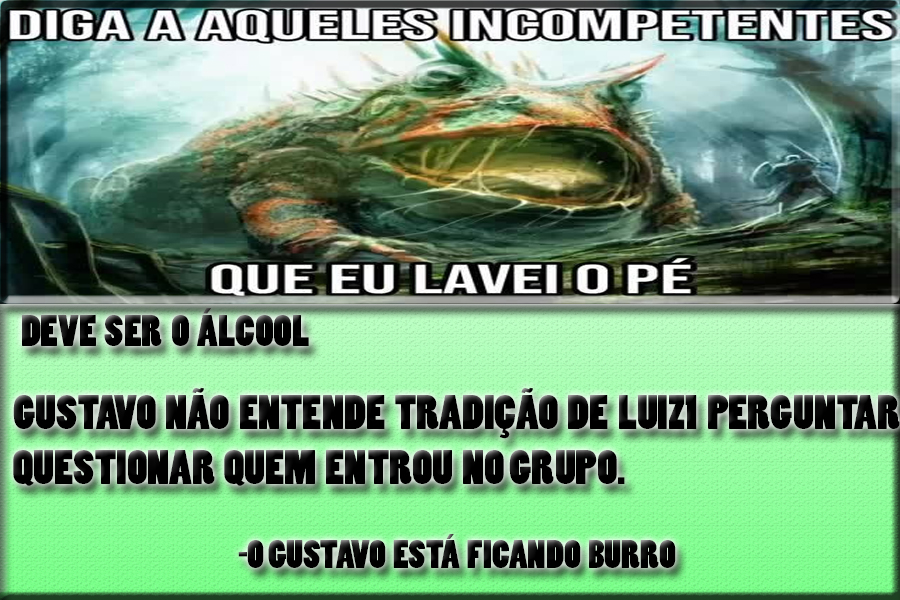 DIGA A AQUELES INCOMPETENTES
QUE EU LAVEI O PÉ
DEVE SER O ÁLCOOL
GUSTAVO NÃO ENTENDE TRADIÇÃO DE LUIZ1 PERGUNTAR
QUESTIONAR QUEM ENTROU NO GRUPO.
-O GUSTAVO ESTÁ FICANDO BURRO